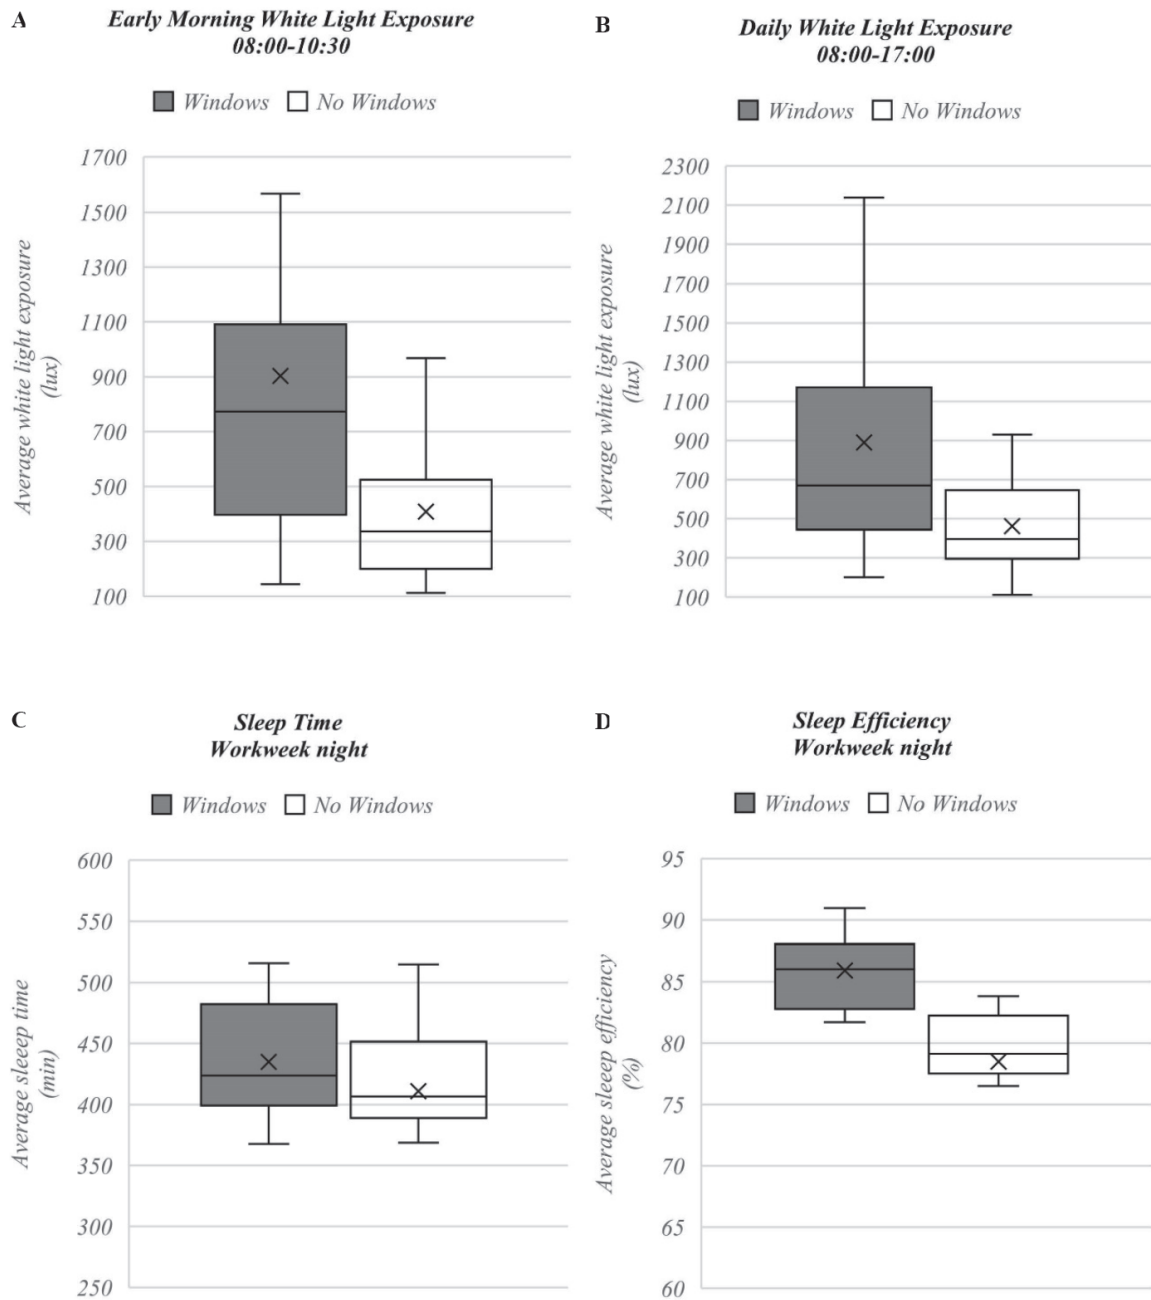 A
Early Morning White Light Exposure
08:00-10:30
Windows No Windows
1700
1500
1300
1100
900
700
500
300
100
Average white light exposure
(lux)
B
Daily White Light Exposure
08:00-17:00
Windows No Windows
2300
2100
1900
1700
1500
1300
1100
900
700
500
300
100
Average white light exposure
(lux)
C
Sleep Time
Workweek night
Windows No Windows
600
550
500
450
400
350
300
250
Average sleeep time
(min)
D
Sleep Efficiency
Workweek night
Windows No Windows
95
90
85
80
75
70
65
60
Average sleeep efficiency
(%)